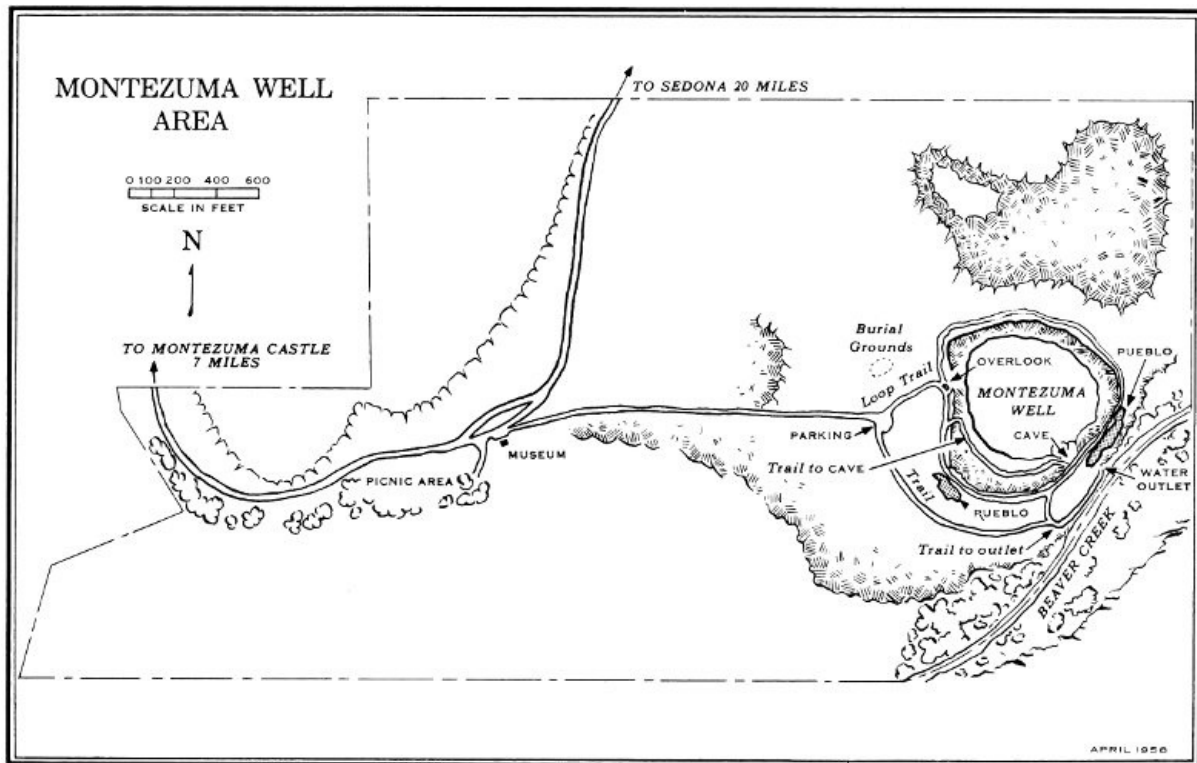 MONTEZUMA WELL
AREA
0 100 200 400 600
SCALE IN FEET
N
TO SEDONA 20 MILES
TO MONTEZUMA CASTLE
7 MILES
Burial
Grounds
Loop Trail
OVERLOOK
PUEBLO
MONTEZUMA
WELL
PARKING
CAVE
MUSEUM
Trail to CAVE
PICNIC AREA
Trail
WATER
OUTLET
PUEBLO
Trail to outlet
BEAVER CREEK
APRIL 1956